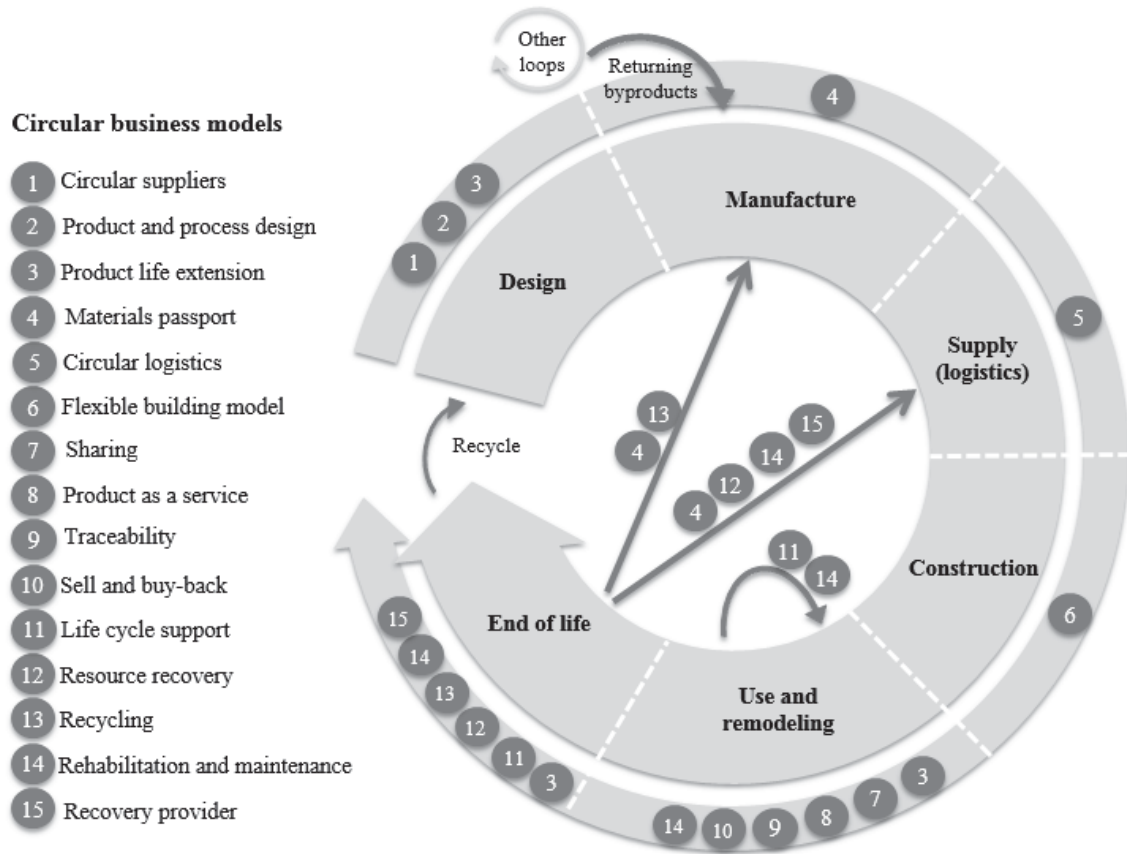 Circular business models
1 Circular suppliers
2 Product and process design
3 Product life extension
4 Materials passport
5 Circular logistics
6 Flexible building model
7 Sharing
8 Product as a service
9 Traceability
10 Sell and buy-back
11 Life cycle support
12 Resource recovery
13 Recycling
14 Rehabilitation and maintenance
15 Recovery provider
Other
loops
Returning
byproducts
4
3
2
1
Manufacture
Design
5
Supply
(logistics)
13
4
15
14
12
4
Recycle
11
14
Construction
6
End of life
Use and
remodeling
15
14
13
12
11
3
14
10
9
8
7
3